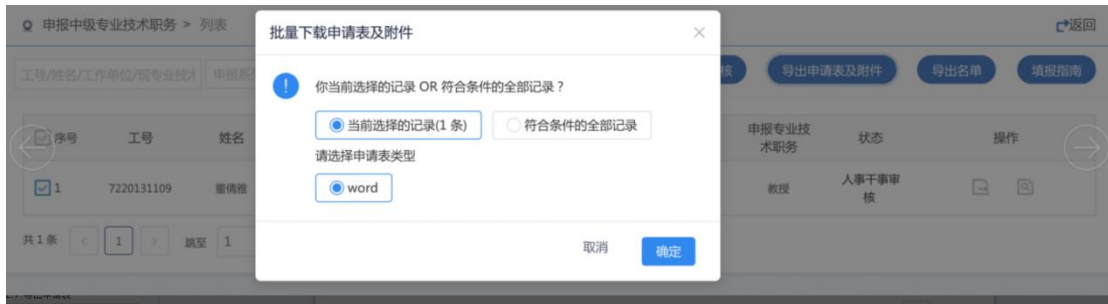 申报中级专业技术职务 > 列表
返回
批量下载申请表及附件
工号/姓名/工作单位/现专业技术
申报系
核
导出申请表及附件
导出名单
填报指南
你当前选择的记录 OR 符合条件的全部记录？
当前选择的记录(1 条)
符合条件的全部记录
请选择申请表类型
word
取消
确定
序号
工号
姓名
申报专业技
术职务
状态
操作
1
7220131109
董倩雅
教授
人事干事审
核
共 1 条
1
跳至 1